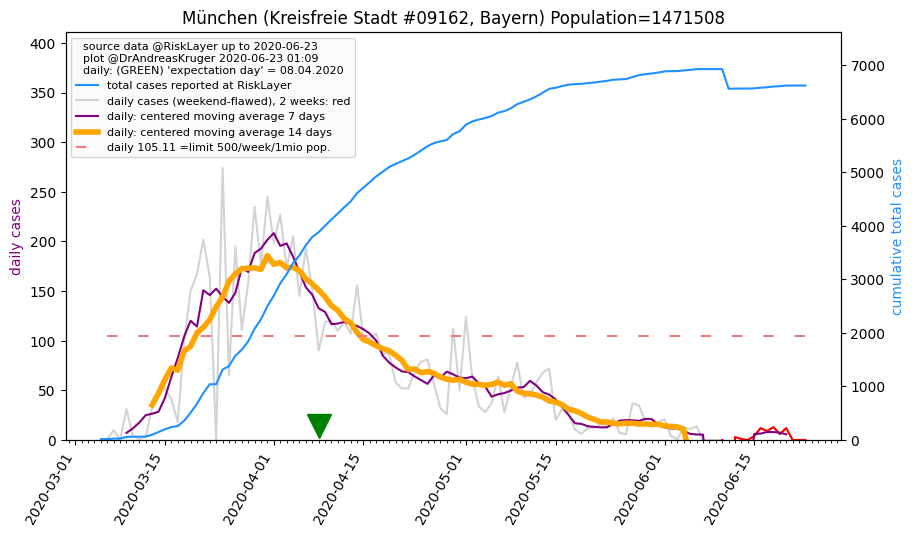 München (Kreisfreie Stadt #09162, Bayern) Population=1471508
source data @RiskLayer up to 2020-06-23
plot @DrAndreasKruger 2020-06-23 01:09
daily: (GREEN) 'expectation day' = 08.04.2020
total cases reported at RiskLayer
daily cases (weekend-flawed), 2 weeks: red
daily: centered moving average 7 days
daily: centered moving average 14 days
daily 105.11 =limit 500/week/1mio pop.
daily cases
400
350
300
250
200
150
100
50
0
cumulative total cases
7000
6000
5000
4000
3000
2000
1000
0
2020-03-01
2020-03-15
2020-04-01
2020-04-15
2020-05-01
2020-05-15
2020-06-01
2020-06-15